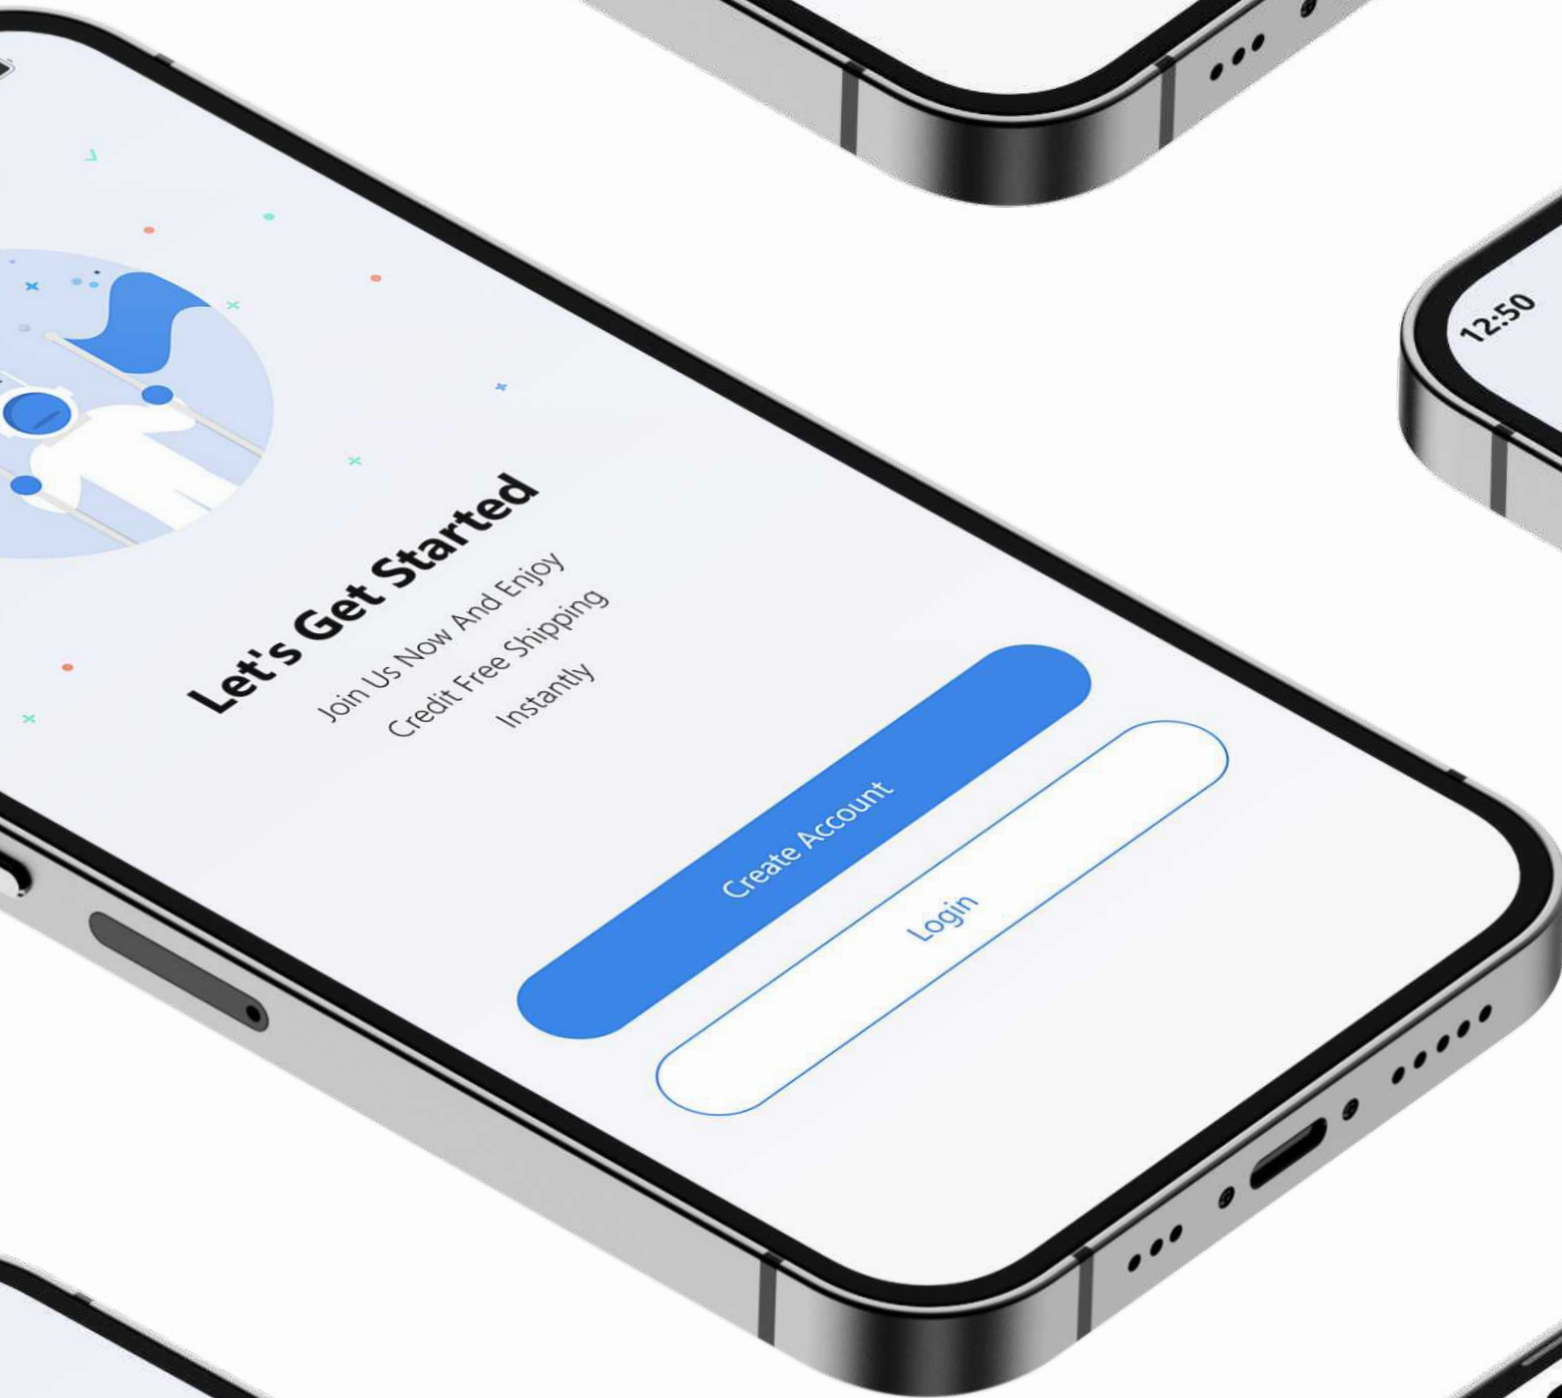 12:50
Let's Get Started
Join Us Now And Enjoy
Credit Free Shipping
Instantly
Create Account
Login